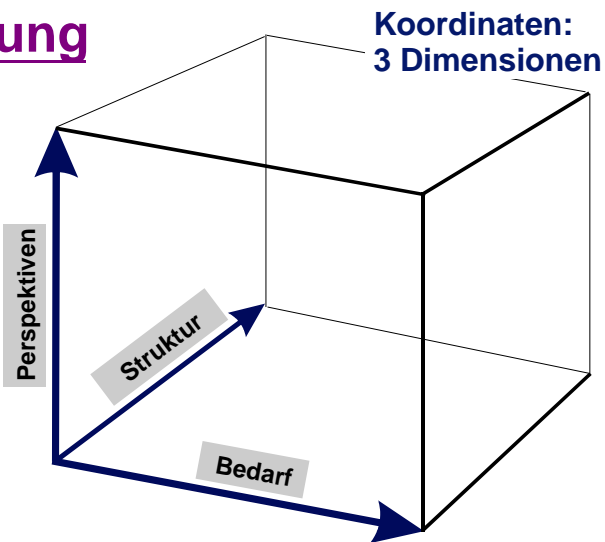 ung
Koordinaten:
3 Dimensionen
Perspektiven
Struktur
Bedarf